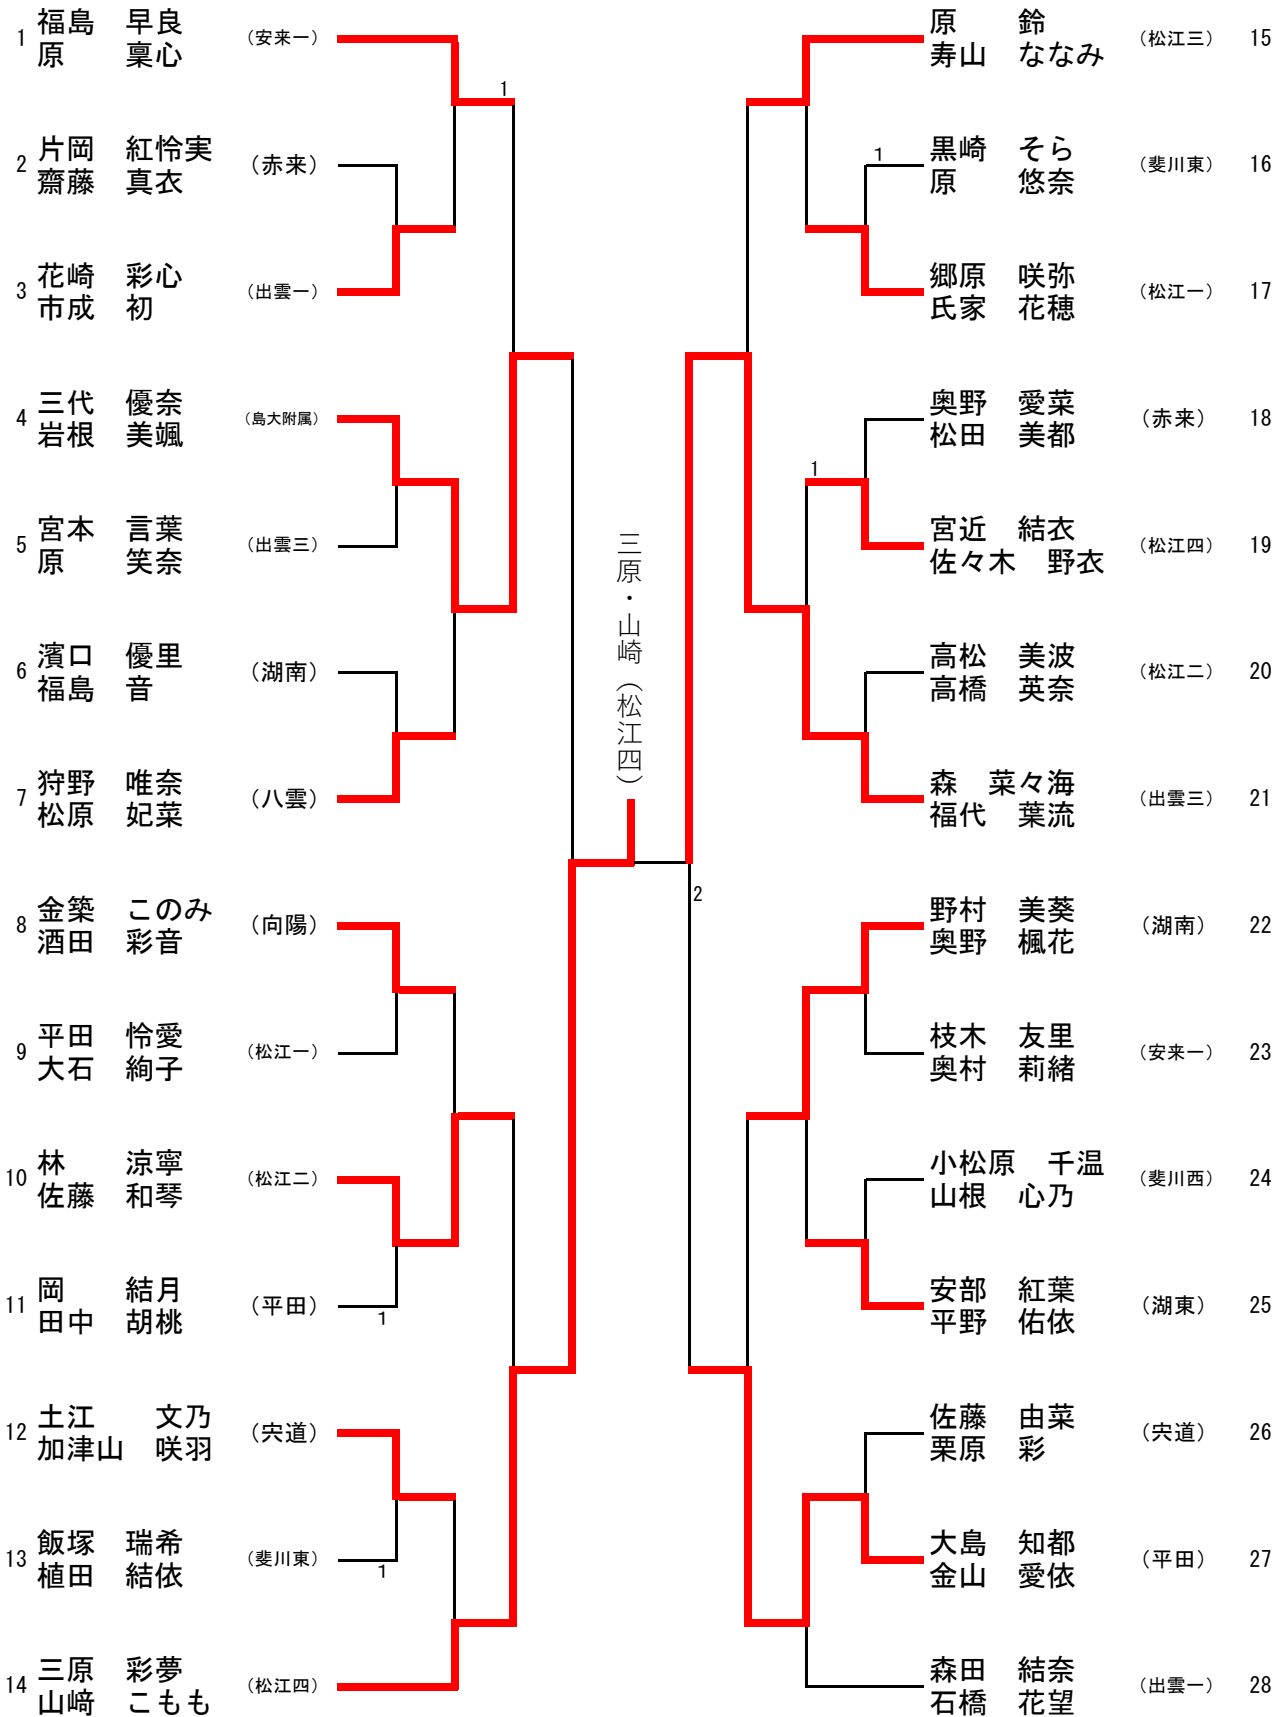 1 福島 早良 (安来一)
原 稟心
1
2 片岡 紅怜実 (赤来)
齋藤 真衣
3 花崎 彩心 (出雲一)
市成 初
4 三代 優奈 (島大附属)
岩根 美颯
5 宮本 言葉 (出雲三)
原 笑奈
6 濱口 優里 (湖南)
福島 音
7 狩野 唯奈 (八雲)
松原 妃菜
8 金築 このみ (向陽)
酒田 彩音
9 平田 怜愛 (松江一)
大石 絢子
10 林 涼寧 (松江二)
佐藤 和琴
11 岡 結月 (平田)
田中 胡桃
1
12 土江 文乃 (宍道)
加津山 咲羽
13 飯塚 瑞希 (斐川東)
植田 結依
1
14 三原 彩夢 (松江四)
山﨑 こもも
三原・山崎(松江四)
2
原 鈴 (松江三) 15
寿山 ななみ
1
黒崎 そら (斐川東) 16
原 悠奈
郷原 咲弥 (松江一) 17
氏家 花穂
奥野 愛菜 (赤来) 18
松田 美都
1
宮近 結衣 (松江四) 19
佐々木 野衣
高松 美波 (松江二) 20
高橋 英奈
森 菜々海 (出雲三) 21
福代 葉流
野村 美葵 (湖南) 22
奥野 楓花
枝木 友里 (安来一) 23
奥村 莉緒
小松原 千温 (斐川西) 24
山根 心乃
安部 紅葉 (湖東) 25
平野 佑依
佐藤 由菜 (宍道) 26
栗原 彩
大島 知都 (平田) 27
金山 愛依
森田 結奈 (出雲一) 28
石橋 花望